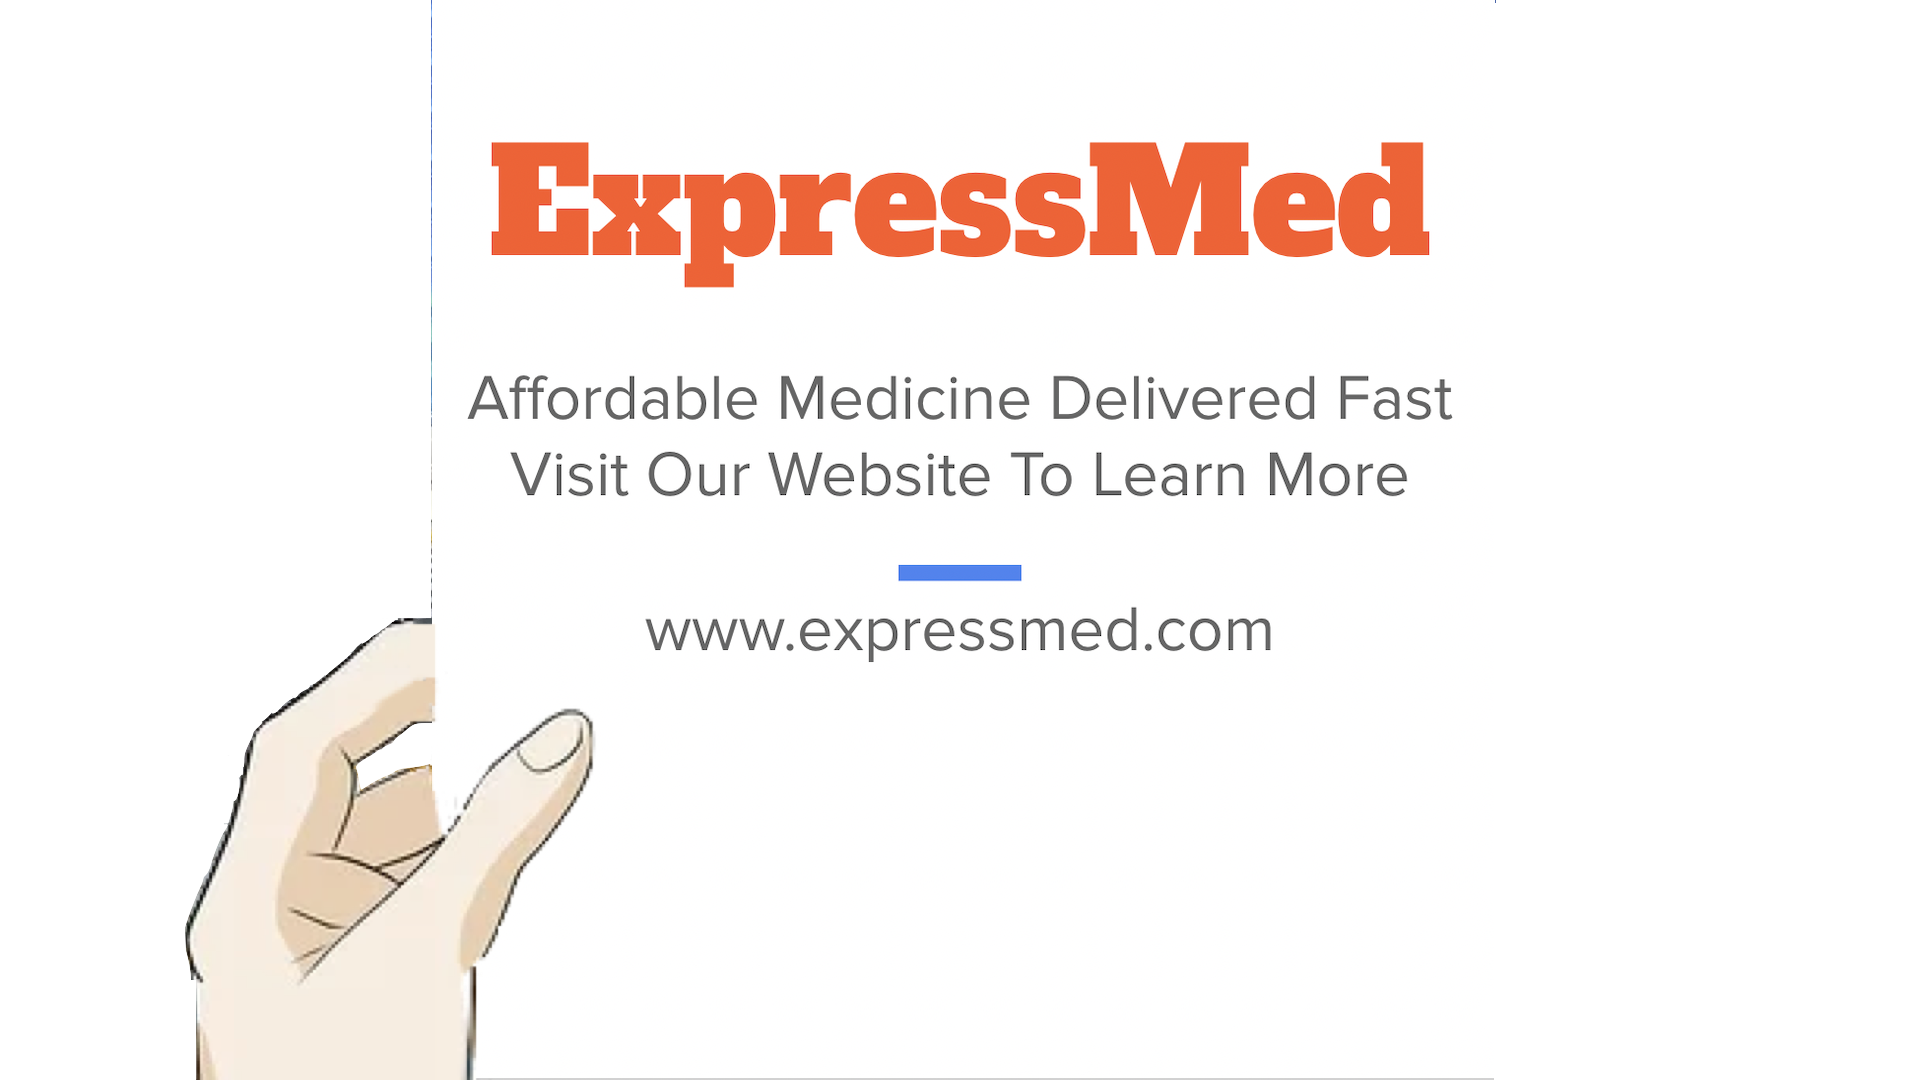 ExpressMed
Affordable Medicine Delivered Fast
Visit Our Website To Learn More
www.expressmed.com